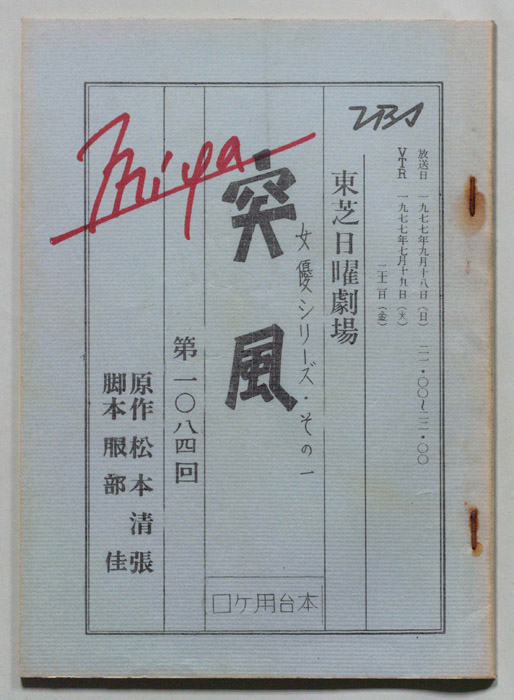 TBS
放送日 一九七七年九月十八日(日) 二一・〇〇~二二・〇〇
VTR 一九七七年七月十九日(火)
二十二日(金)
東芝日曜劇場
女優シリーズ・その一
突風
第一〇八四回
原作 松本清張
脚本 服部佳
ロケ用台本
Miya